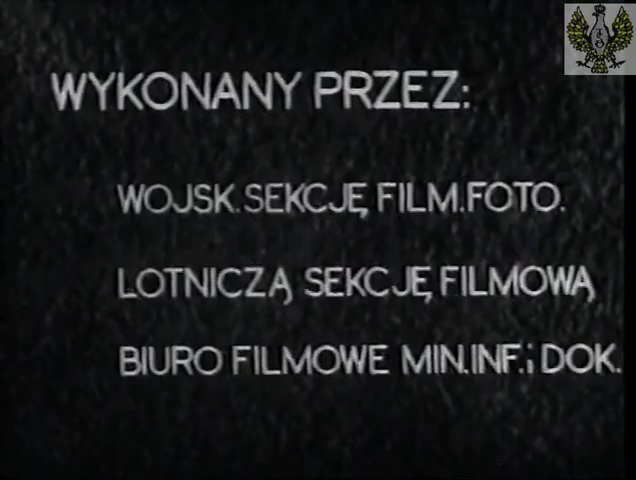 WYKONANY PRZEZ:
WOJSK. SEKCJĘ FILM. FOTO.
LOTNICZĄ SEKCJĘ FILMOWĄ
BIURO FILMOWE MIN. INF. i DOK.